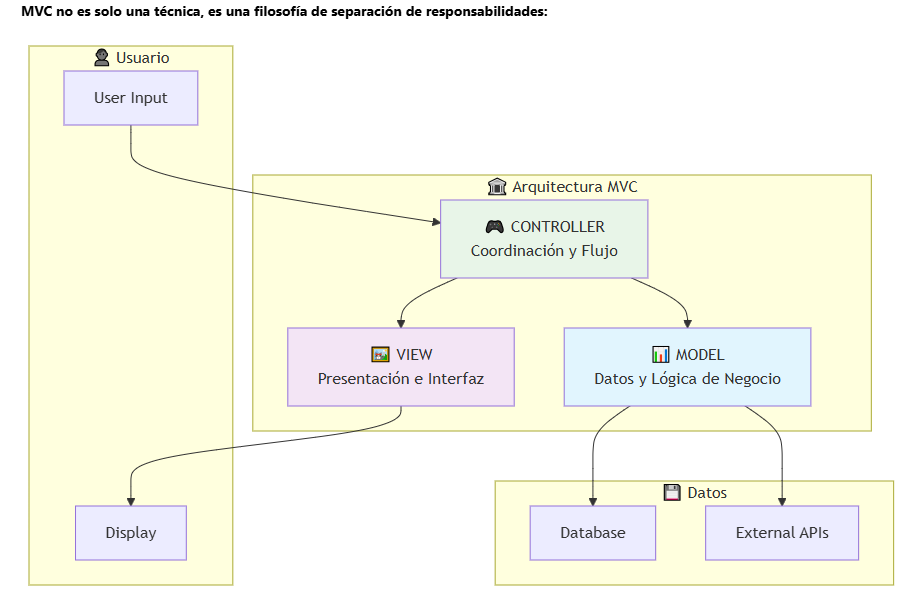 MVC no es solo una técnica, es una filosofía de separación de responsabilidades:
Usuario
User Input
Arquitectura MVC
CONTROLLER
Coordinación y Flujo
VIEW
Presentación e Interfaz
MODEL
Datos y Lógica de Negocio
Datos
Display
Database
External APIs